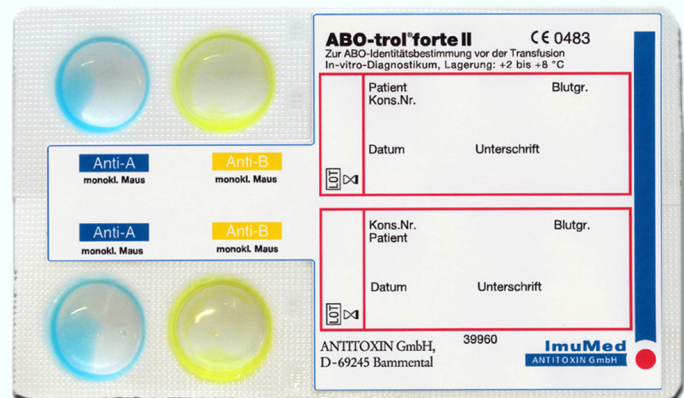 ABO-trol® forte II CE 0483
Zur ABO-Identitätsbestimmung vor der Transfusion
In-vitro-Diagnostikum, Lagerung: +2 bis +8 °C
Patient Blutgr.
Kons.Nr.
Datum Unterschrift
LOT
Anti-A Anti-B
monokl. Maus monokl. Maus
Anti-A Anti-B
monokl. Maus monokl. Maus
Kons.Nr. Blutgr.
Patient
Datum Unterschrift
LOT
ANTITOXIN GmbH, 39960 ImuMed
D-69245 Bammental ANTITOXIN GmbH